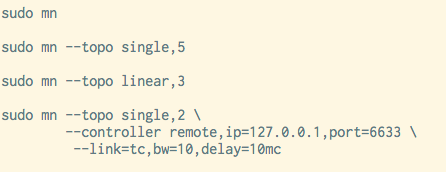 sudo mn
sudo mn --topo single,5
sudo mn --topo linear,3
sudo mn --topo single,2 \
--controller remote,ip=127.0.0.1,port=6633 \
--link=tc,bw=10,delay=10mc